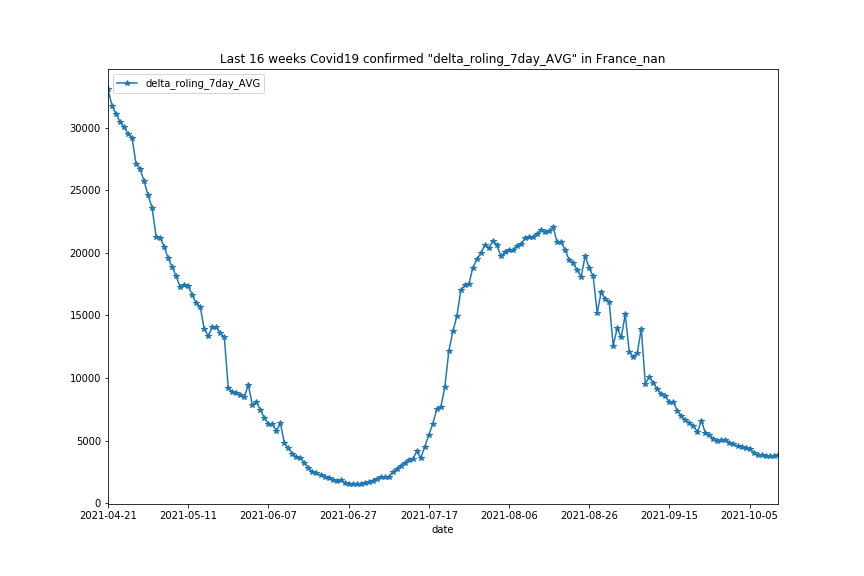 Last 16 weeks Covid19 confirmed "delta_roling_7day_AVG" in France_nan
delta_roling_7day_AVG
30000
25000
20000
15000
10000
5000
0
2021-04-21 2021-05-11 2021-06-07 2021-06-27 2021-07-17 2021-08-06 2021-08-26 2021-09-15 2021-10-05
date